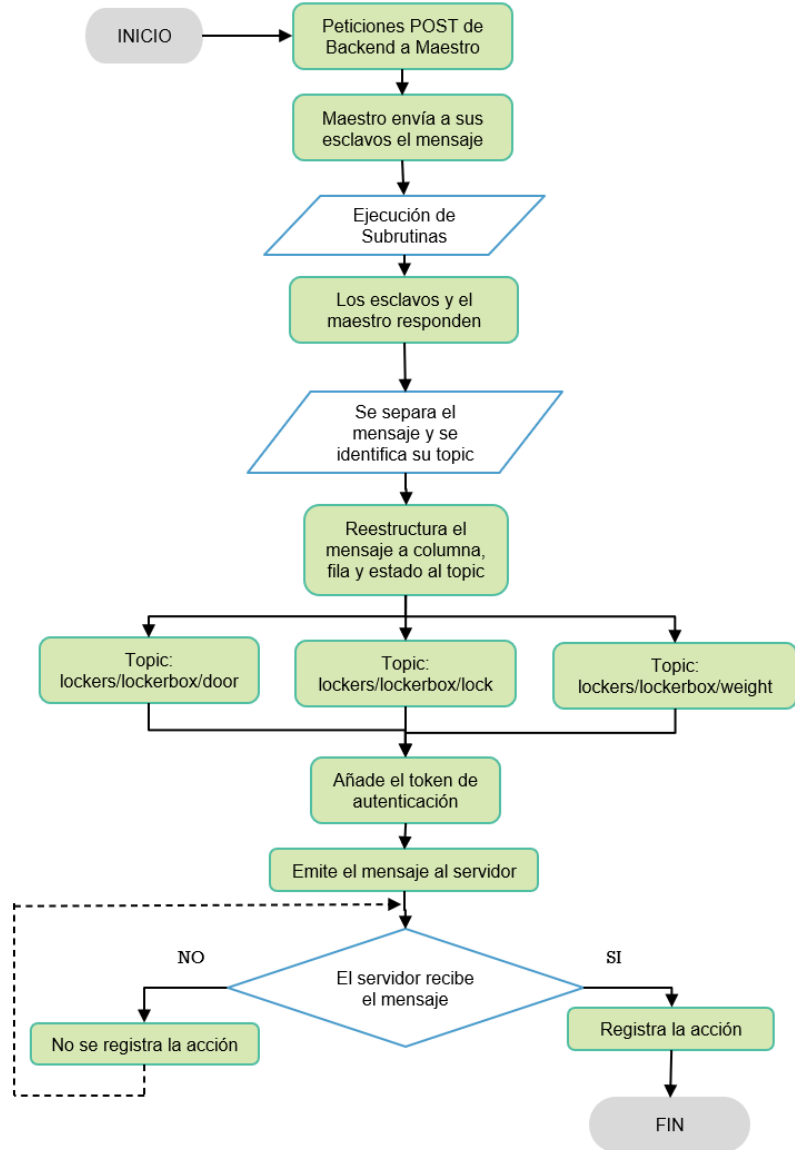 INICIO
Peticiones POST de
Backend a Maestro
Maestro envía a sus
esclavos el mensaje
Ejecución de
Subrutinas
Los esclavos y el
maestro responden
Se separa el
mensaje y se
identifica su topic
Reestructura el
mensaje a columna,
fila y estado al topic
Topic:
lockers/lockerbox/door
Topic:
lockers/lockerbox/lock
Topic:
lockers/lockerbox/weight
Añade el token de
autenticación
Emite el mensaje al servidor
NO
SI
El servidor recibe
el mensaje
No se registra la acción
Registra la acción
FIN